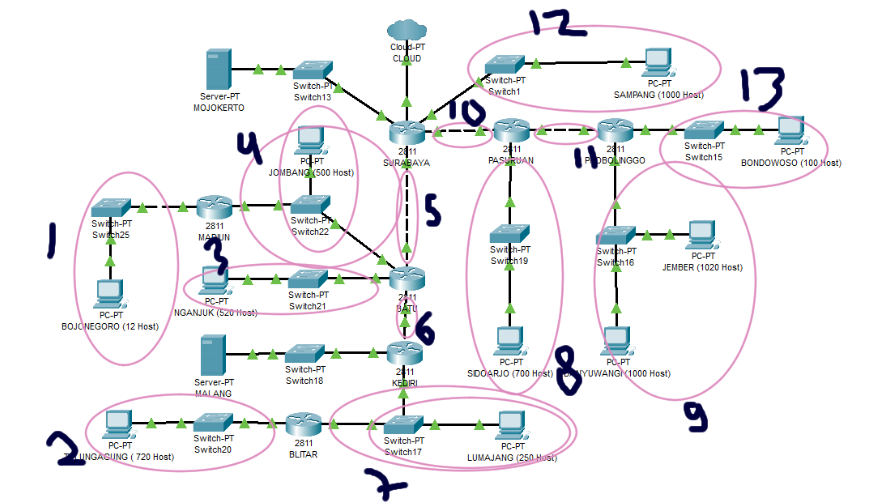 12
Cloud-PT
CLOUD
Server-PT
MOJOKERTO
Switch-PT
Switch13
Switch-PT
Switch1
PC-PT
SAMPANG (1000 Host)
13
10
4
2811
SURABAYA
2811
PASURUAN
2811
11
Switch-PT
Switch15
PC-PT
BONDOWOSO (100 Host)
PC-PT
JOMBANG (500 Host)
1
Switch-PT
Switch25
2811
Switch-PT
Switch22
5
Switch-PT
Switch19
Switch-PT
Switch16
PC-PT
JEMBER (1020 Host)
3
PC-PT
NGANJUK (520 Host)
Switch-PT
Switch21
2811
BATU
PC-PT
BOJONEGORO (12 Host)
6
Server-PT
MALANG
Switch-PT
Switch18
2811
KEDIRI
PC-PT
SIDOARJO (700 Host)
8
PC-PT
(1000 Host)
9
2
PC-PT
(720 Host)
Switch-PT
Switch20
2811
BLITAR
Switch-PT
Switch17
PC-PT
LUMAJANG (250 Host)
7